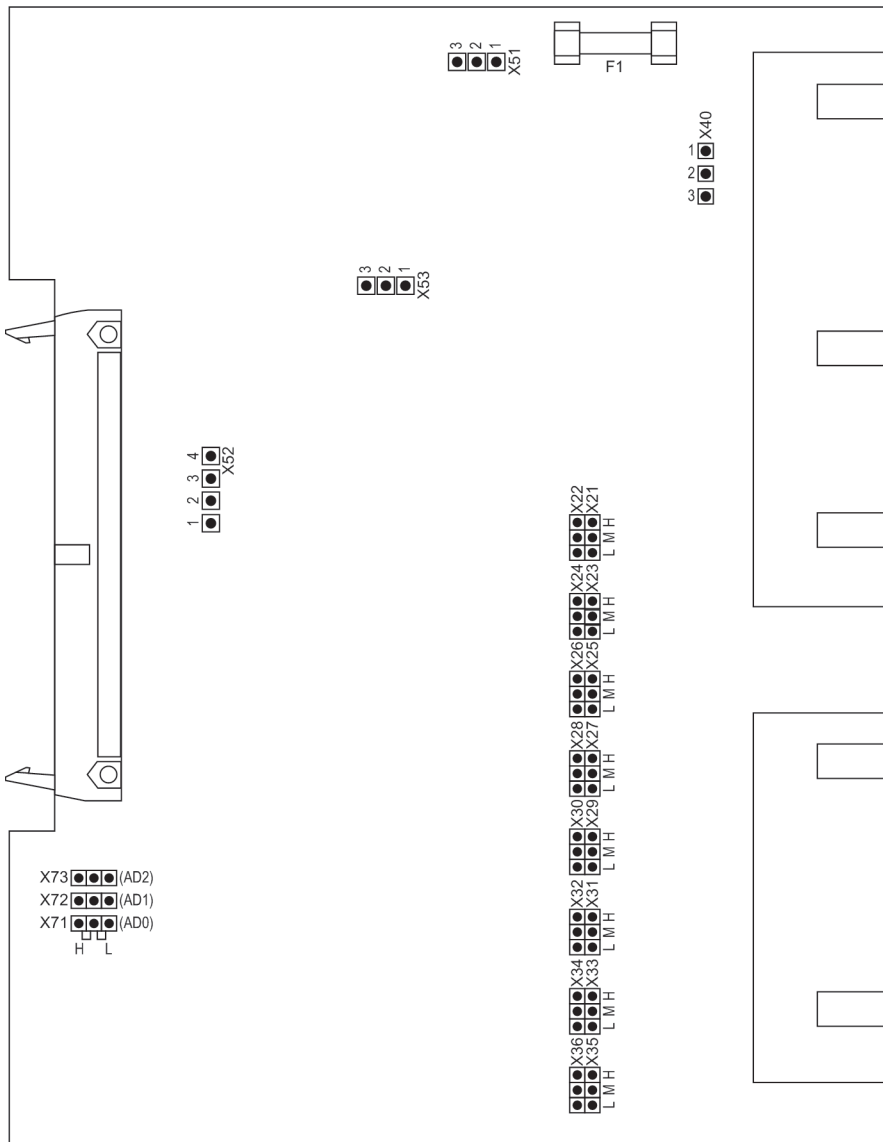 3 2 1
X51
F1
X40
1
2
3
3 2 1
X53
4
3
2
1
X52
X22 X21
L M H
X24 X23
L M H
X26 X25
L M H
X28 X27
L M H
X30 X29
L M H
X32 X31
L M H
X34 X33
L M H
X36 X35
L M H
X73 (AD2)
X72 (AD1)
X71 (AD0)
H L